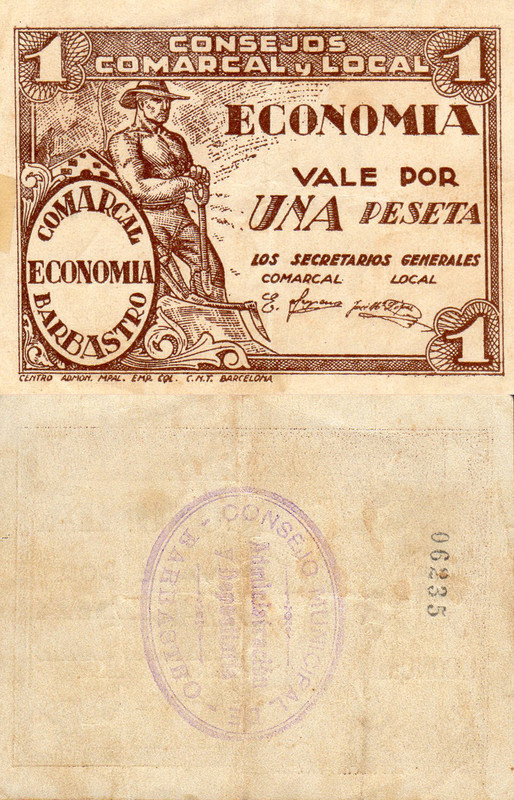 1
CONSEJOS
COMARCAL y LOCAL
1
ECONOMIA
VALE POR
UNA PESETA
LOS SECRETARIOS GENERALES
COMARCAL LOCAL
COMARCAL
ECONOMIA
BARBASTRO
1
CENTRO ADMON. MPAL. EMP. COL. C.N.T. BARCELONA
CONSEJO MUNICIPAL
- BARBASTRO -
06235